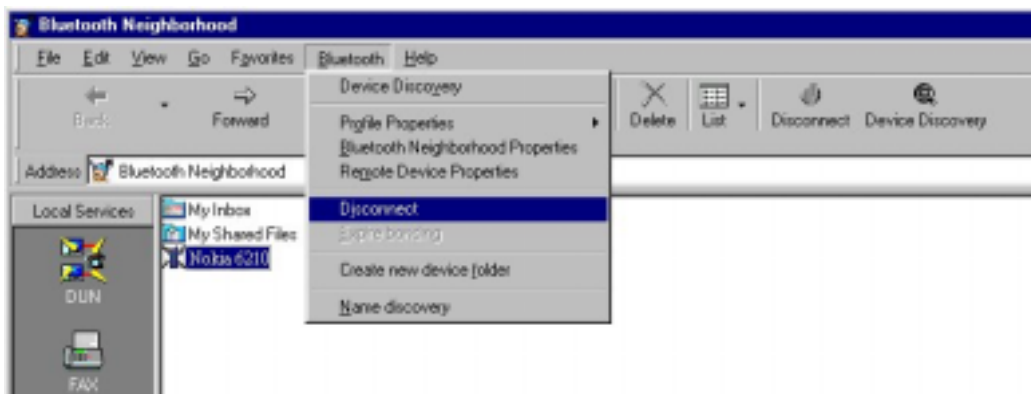 Bluetooth Neighborhood
File Edit View Go Favorites Bluetooth Help
Back Forward Delete List Disconnect Device Discovery
Address Bluetooth Neighborhood
Device Discovery
Profile Properties
Bluetooth Neighborhood Properties
Remote Device Properties
Disconnect
Expire bonding
Create new device folder
Name discovery
Local Services
DUN
FAX
My Inbox
My Shared Files
Nokia 6210